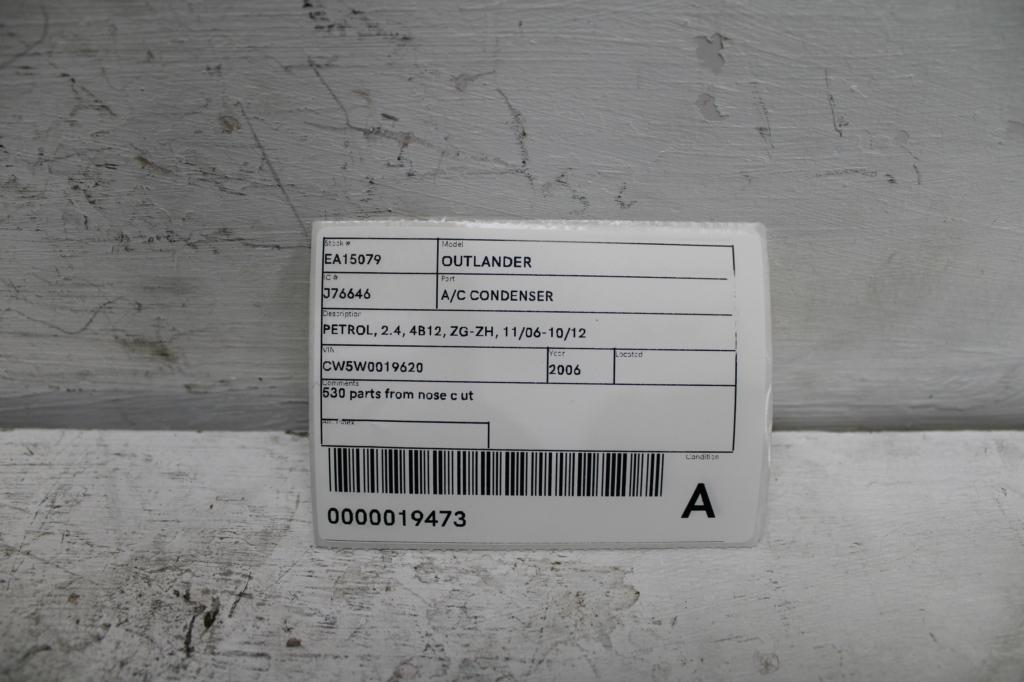 Stock # Model
EA15079 OUTLANDER
IC # Part
J76646 A/C CONDENSER
Description
PETROL, 2.4, 4B12, ZG-ZH, 11/06-10/12
VIN Year Located
CW5W0019620 2006
Comments
530 parts from nose cut
Condition
A
0000019473